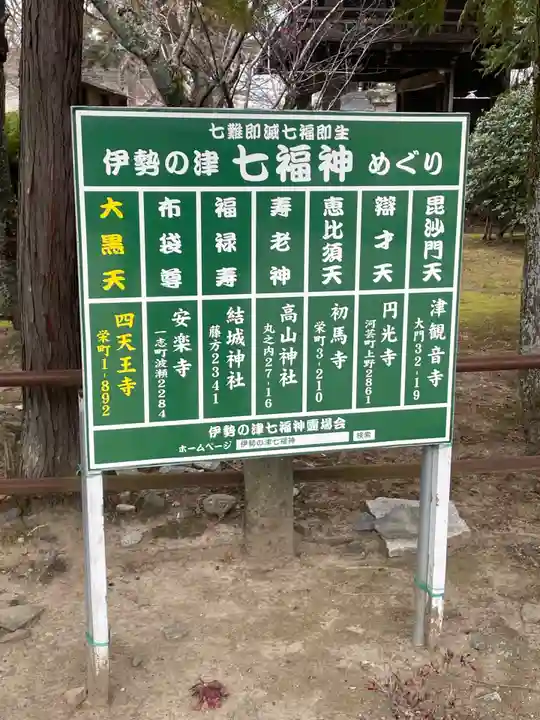 七難即滅七福即生
伊勢の津 七福神 めぐり
毘沙門天
津観音寺
大門32-19
辯才天
円光寺
河芸町上野2861
恵比須天
初馬寺
栄町3-210
寿老神
高山神社
丸之内27-16
福禄寿
結城神社
藤方2341
布袋尊
安楽寺
一志町波瀬2284
大黒天
四天王寺
栄町1-892
伊勢の津七福神霊場会
ホームページ 伊勢の津七福神 検索